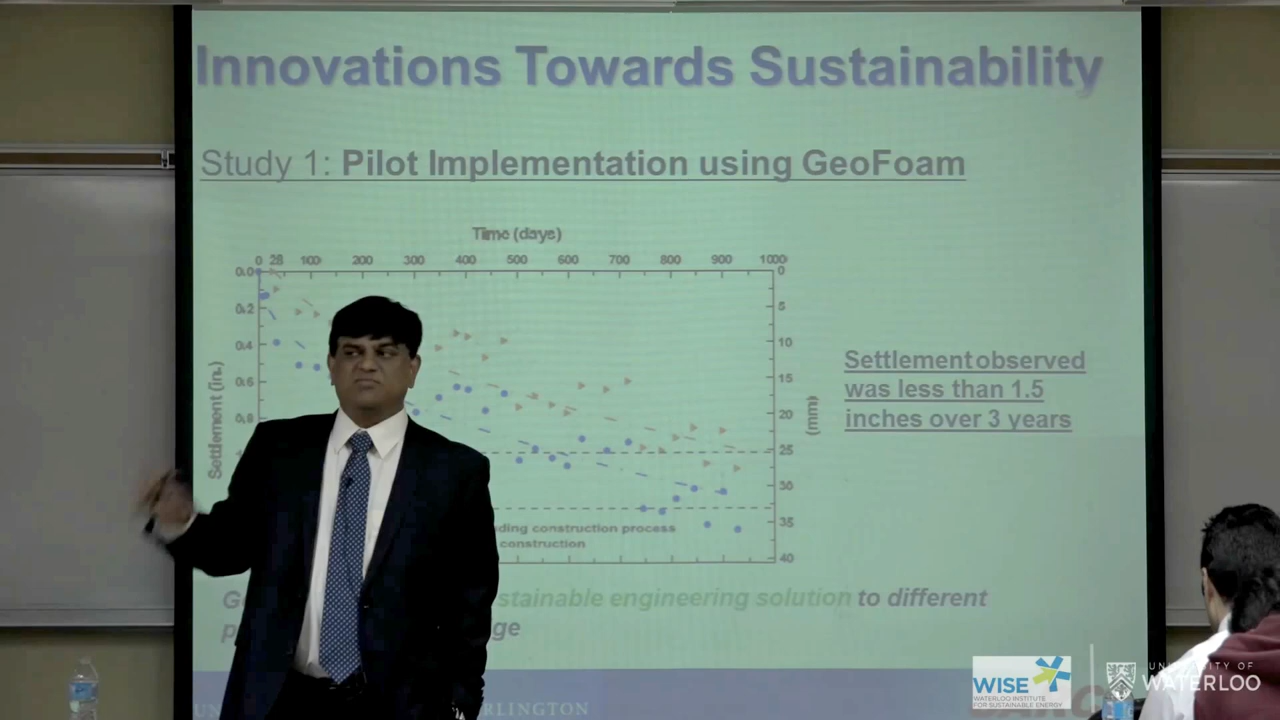 Innovations Towards Sustainability
Study 1: Pilot Implementation using GeoFoam
Time (days)
0 28 100 200 300 400 500 600 700 800 900 1000
0.0 0
0.2 5
0.4 10
0.6 15
0.8 20
25
30
35
40
Settlement (in.)
(mm)
Settlement observed
was less than 1.5
inches over 3 years
construction process
construction
engineering solution to different
WISE
WATERLOO INSTITUTE
FOR SUSTAINABLE ENERGY
UNIVERSITY OF
WATERLOO